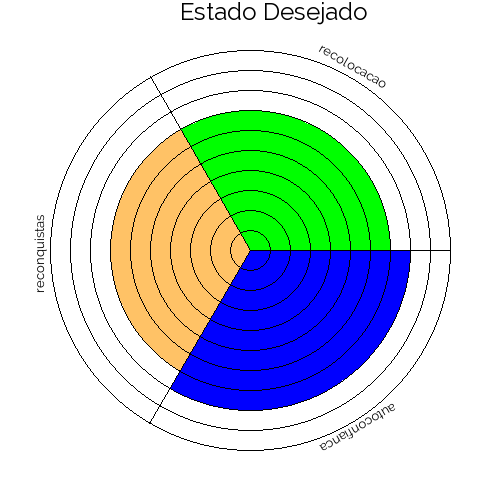 Estado Desejado
recolocacao
reconquistas
autoconfianca